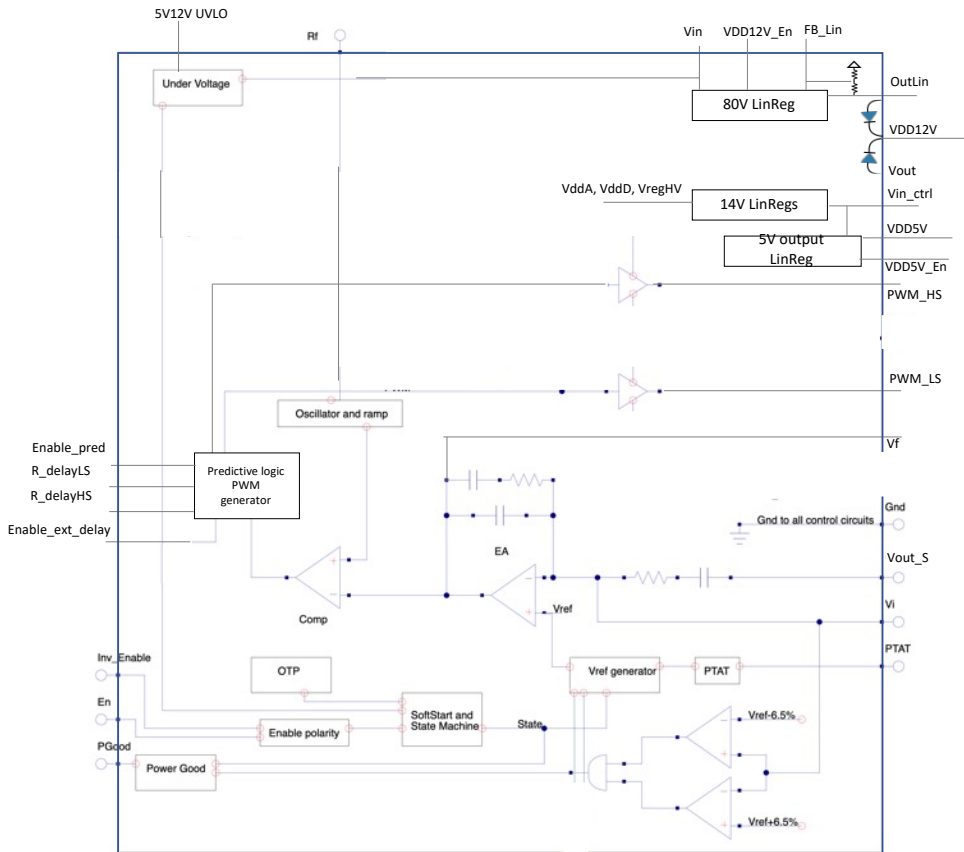 5V12V UVLO
Rf
Vin
VDD12V_En
FB_Lin
Under Voltage
80V LinReg
OutLin
VDD12V
Vout
VddA, VddD, VregHV
14V LinRegs
Vin_ctrl
5V output
LinReg
VDD5V
VDD5V_En
PWM_HS
PWM_LS
Oscillator and ramp
Vf
Enable_pred
R_delayLS
R_delayHS
Enable_ext_delay
Predictive logic
PWM
generator
Gnd
Gnd to all control circuits
EA
Vout_S
Comp
Vref
Vi
PTAT
Inv_Enable
OTP
Vref generator
PTAT
En
SoftStart and
State Machine
State
Enable polarity
Vref-6.5%
PGood
Power Good
Vref+6.5%